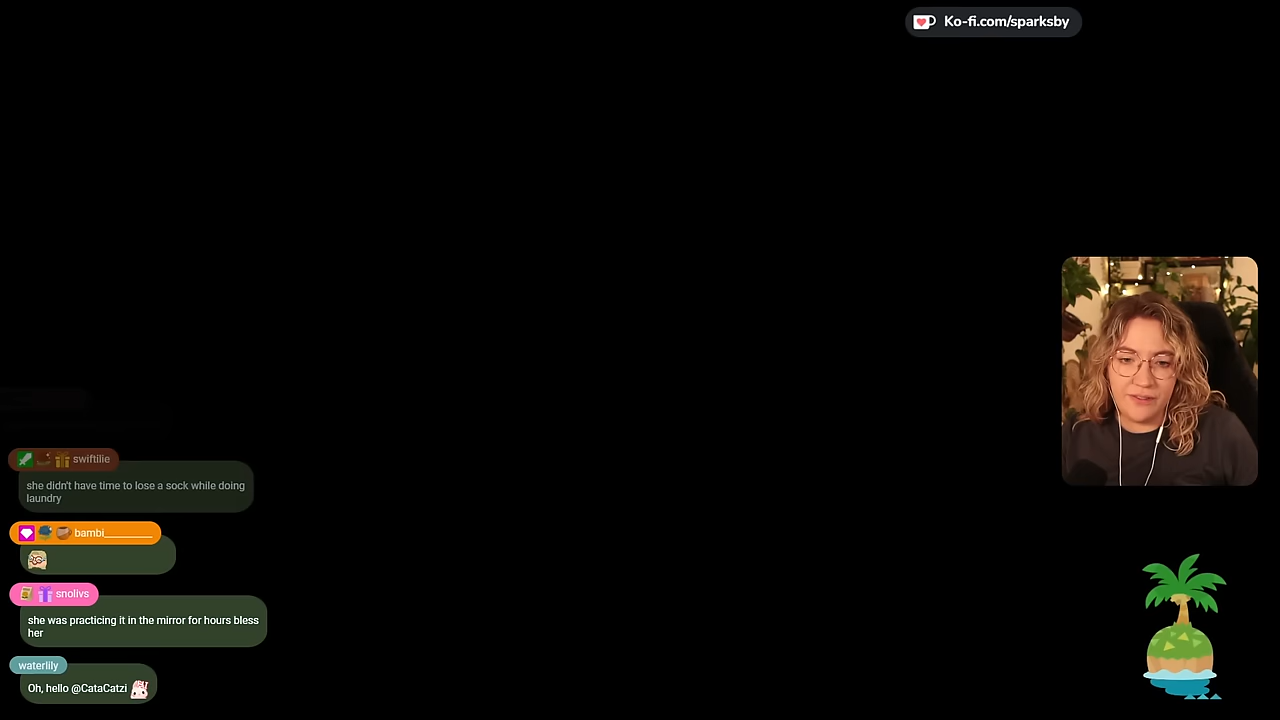 Ko-fi.com/sparksby
swiftilie
she didn't have time to lose a sock while doing
laundry
bambi__________
snolivs
she was practicing it in the mirror for hours bless
her
waterlily
Oh, hello @CataCatzi